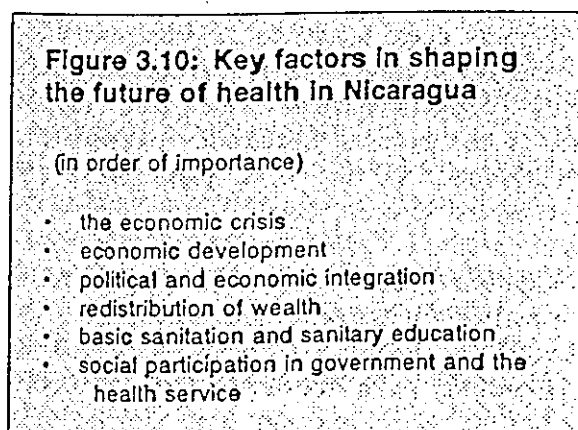 Figure 3.10: Key factors in shaping
the future of health in Nicaragua
(in order of importance)
• the economic crisis
• economic development
• political and economic integration
• redistribution of wealth
• basic sanitation and sanitary education
• social participation in government and the
health service